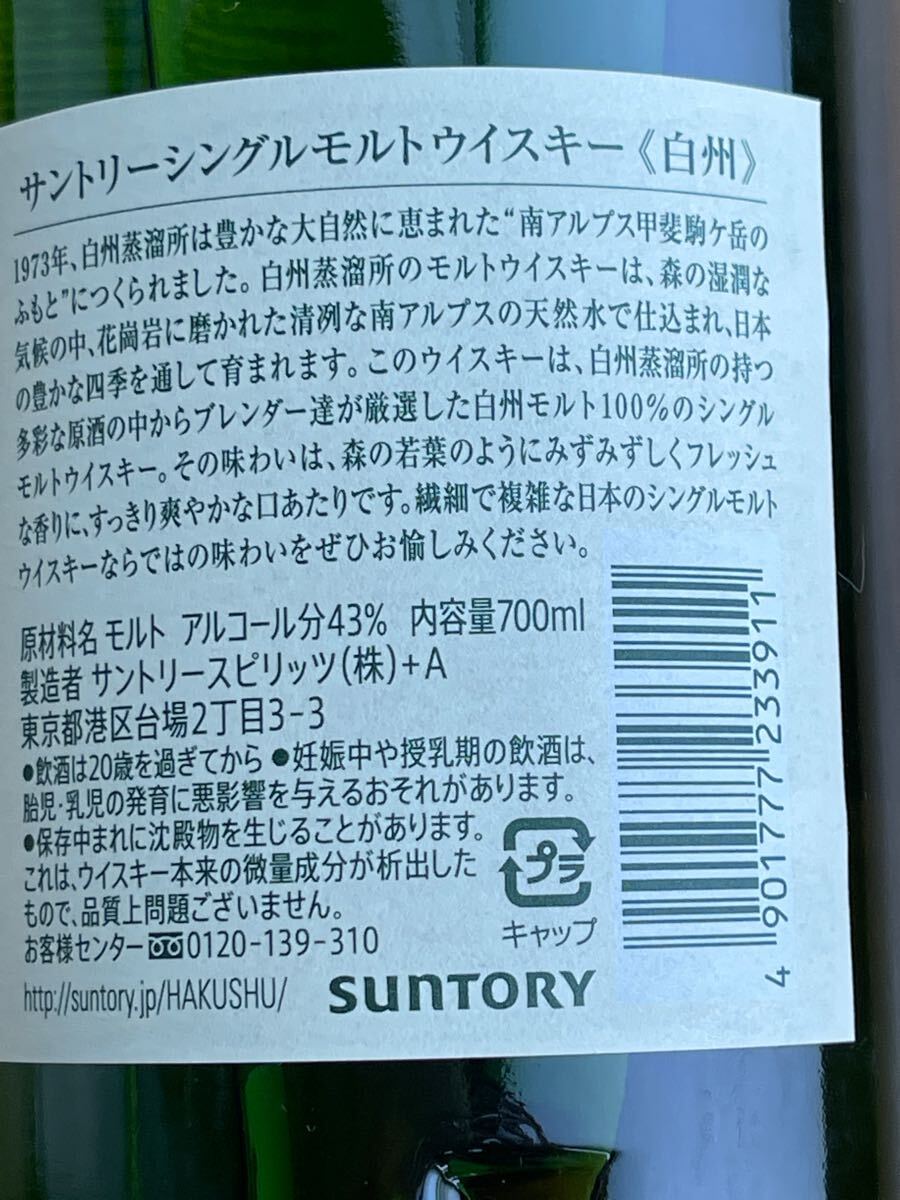 サントリーシングルモルトウイスキー《白州》
1973年、白州蒸溜所は豊かな大自然に恵まれた“南アルプス甲斐駒ケ岳の
ふもと”につくられました。白州蒸溜所のモルトウイスキーは、森の湿潤な
気候の中、花崗岩に磨かれた清冽な南アルプスの天然水で仕込まれ、日本
の豊かな四季を通して育まれます。このウイスキーは、白州蒸溜所の持つ
多彩な原酒の中からブレンダー達が厳選した白州モルト100%のシングル
モルトウイスキー。その味わいは、森の若葉のようにみずみずしくフレッシュ
な香りに、すっきり爽やかな口あたりです。繊細で複雑な日本のシングルモルト
ウイスキーならではの味わいをぜひお愉しみください。
原材料名 モルト アルコール分43% 内容量700ml
製造者 サントリースピリッツ(株)+A
東京都港区台場2丁目3-3
●飲酒は20歳を過ぎてから ●妊娠中や授乳期の飲酒は、
胎児・乳児の発育に悪影響を与えるおそれがあります。
●保存中まれに沈殿物を生じることがあります。
これは、ウイスキー本来の微量成分が析出した
もので、品質上問題ございません。
お客様センター 0120-139-310
http://suntory.jp/HAKUSHU/
SUNTORY
プラ
キャップ
4 901777 233911